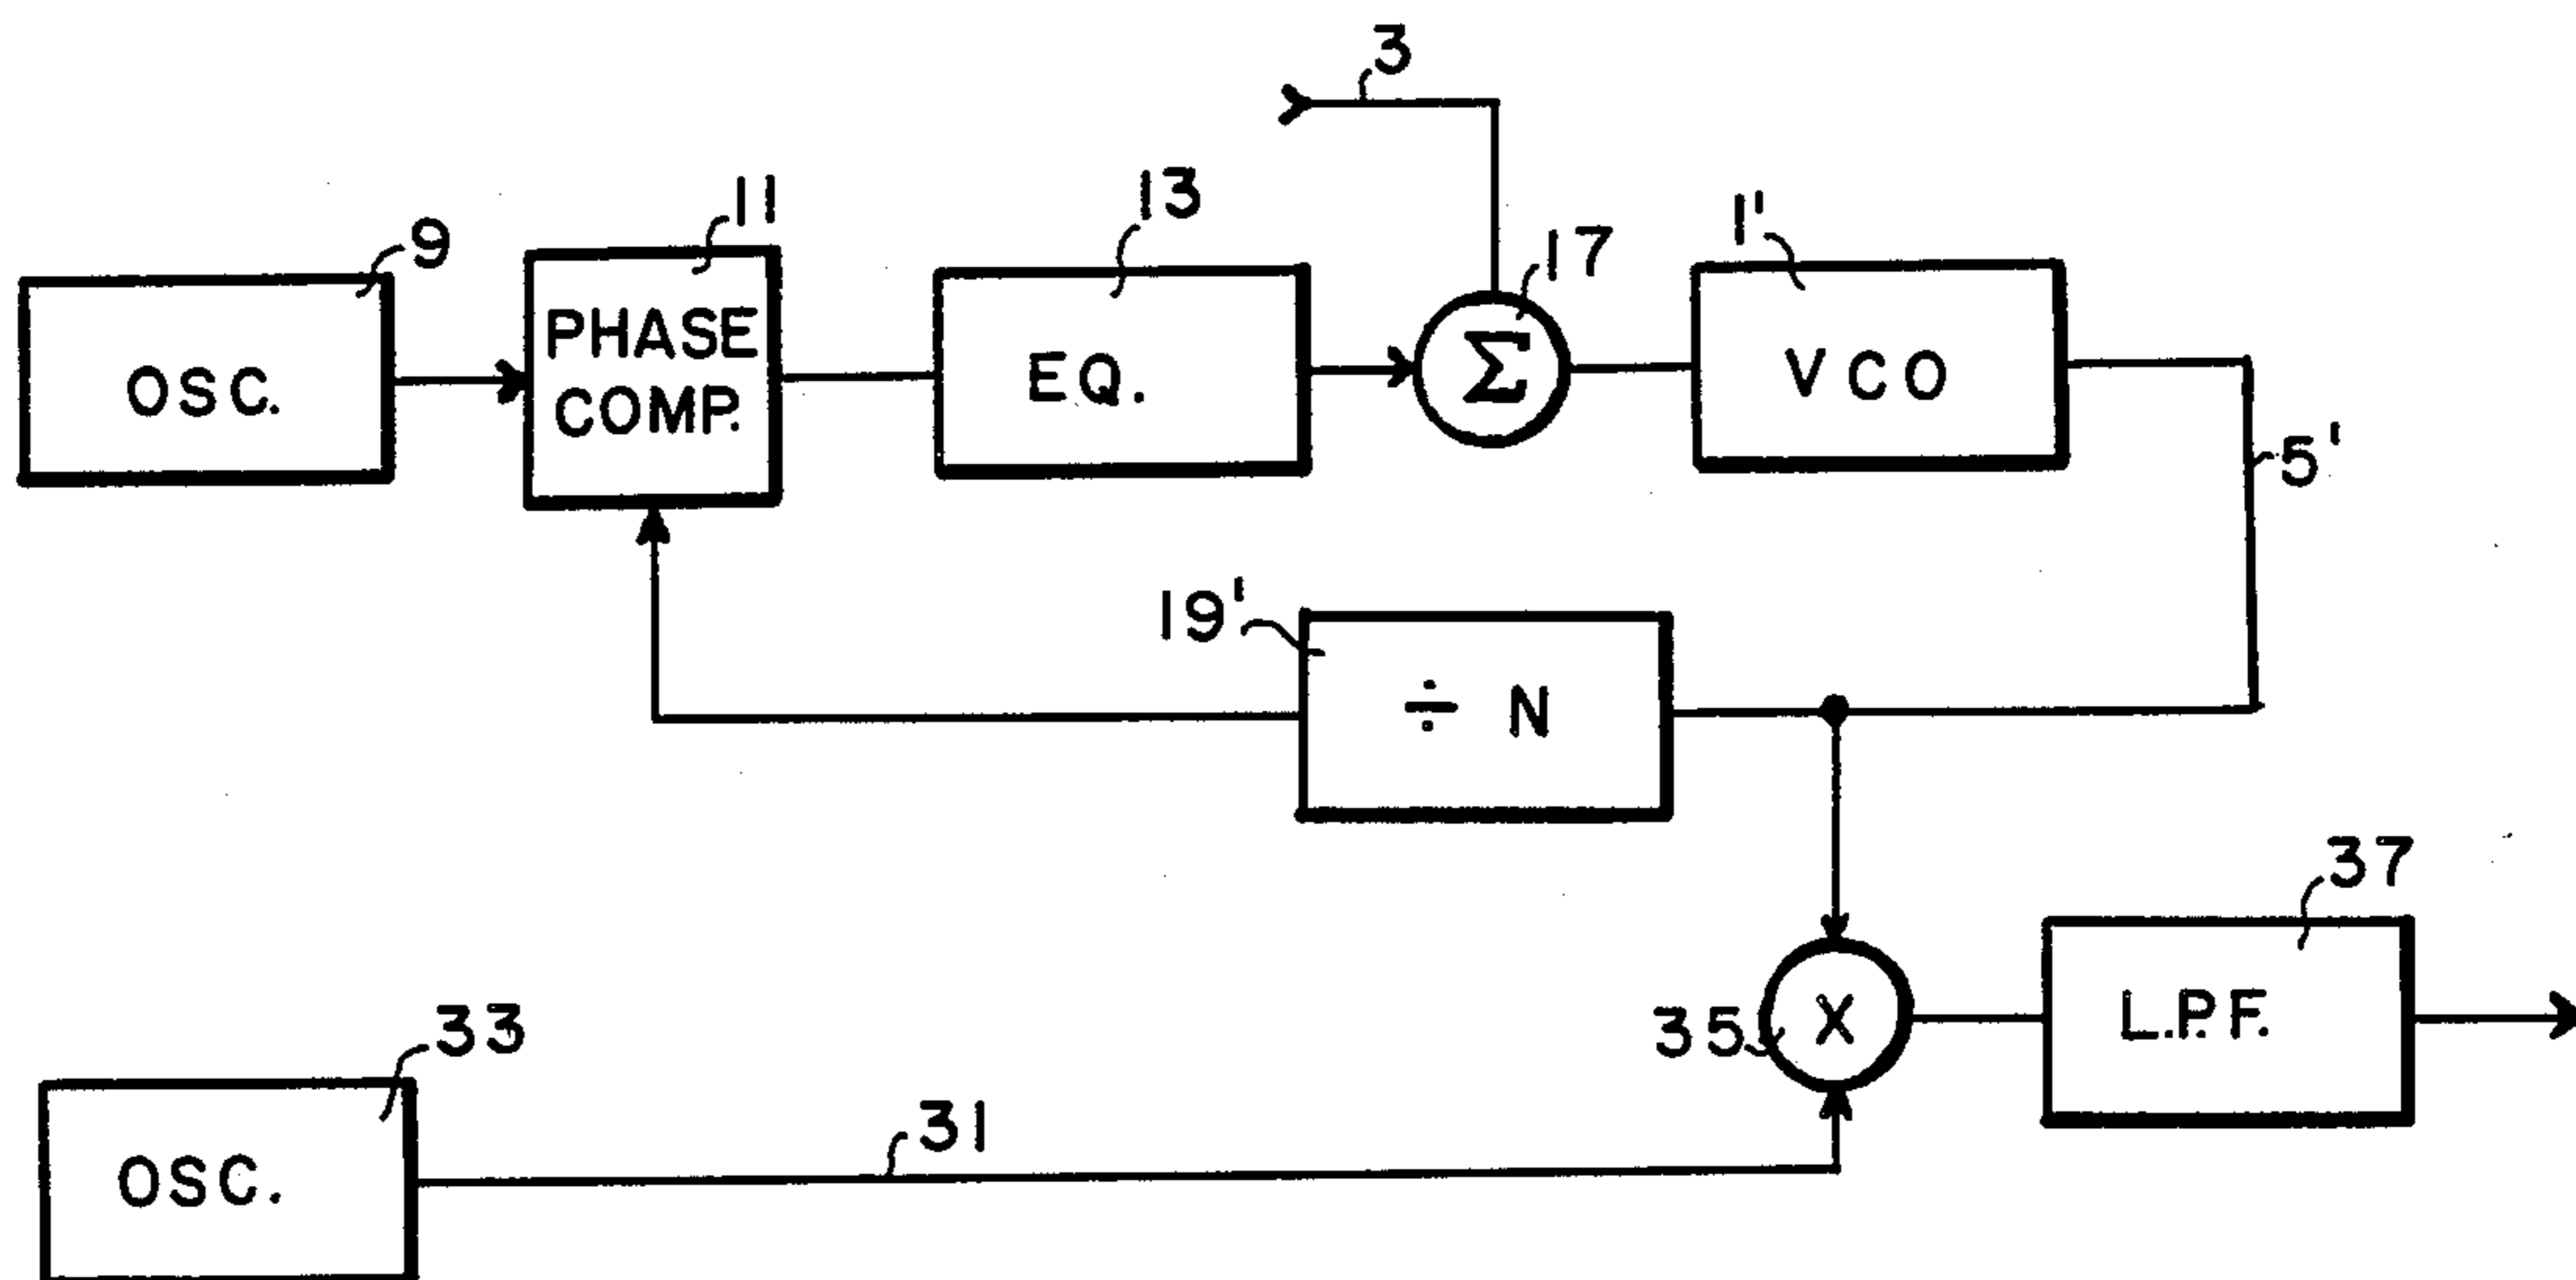 3
11
13
1'
9
17
PHASE
COMP.
OSC.
EQ.
Σ
VCO
5'
19'
÷ N
37
33
35
X
L.P.F.
31
OSC.